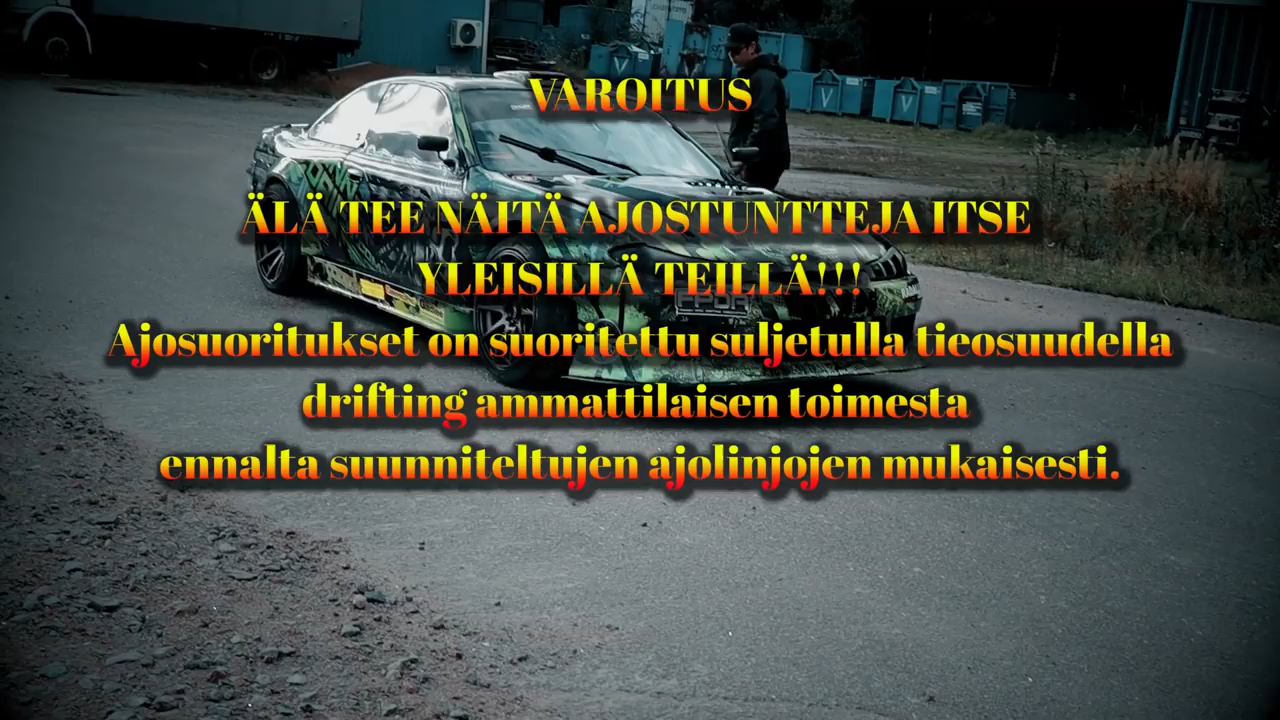 VAROITUS
ÄLÄ TEE NÄITÄ AJOSTUNTTEJA ITSE
YLEISILLÄ TEILLÄ!!!
Ajosuoritukset on suoritettu suljetulla tieosuudella
drifting ammattilaisen toimesta
ennalta suunniteltujen ajolinjojen mukaisesti.